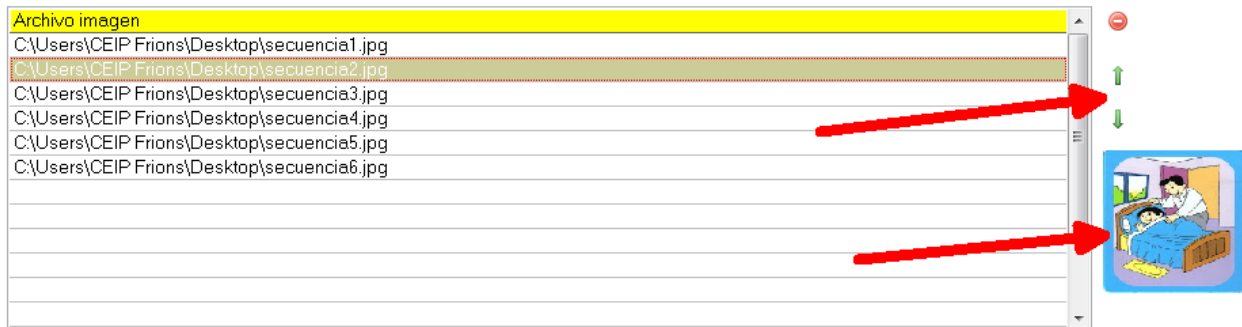 Archivo imagen
C:\Users\CEIP Frions\Desktop\secuencia1.jpg
C:\Users\CEIP Frions\Desktop\secuencia2.jpg
C:\Users\CEIP Frions\Desktop\secuencia3.jpg
C:\Users\CEIP Frions\Desktop\secuencia4.jpg
C:\Users\CEIP Frions\Desktop\secuencia5.jpg
C:\Users\CEIP Frions\Desktop\secuencia6.jpg